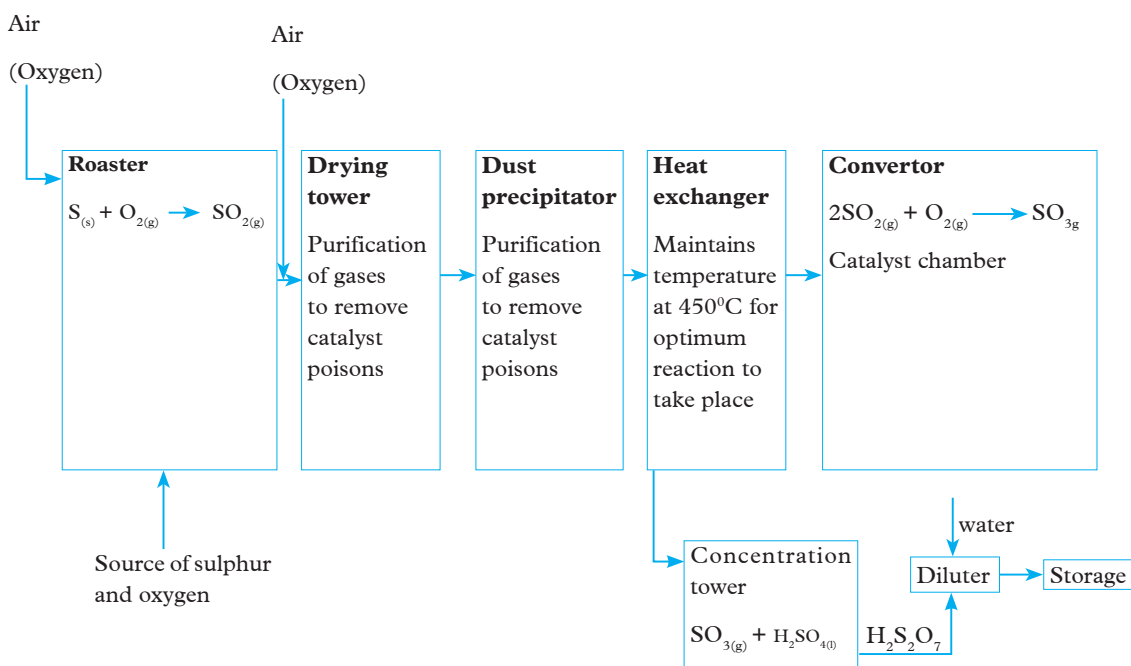 Air
(Oxygen)
Air
(Oxygen)
Roaster
S(s) + O2(g) → SO2(g)
Drying
tower
Purification
of gases
to remove
catalyst
poisons
Dust
precipitator
Purification
of gases
to remove
catalyst
poisons
Heat
exchanger
Maintains
temperature
at 450⁰C for
optimum
reaction to
take place
Convertor
2SO2(g) + O2(g) → SO3g
Catalyst chamber
Source of sulphur
and oxygen
Concentration
tower
SO3(g) + H2SO4(l)
H2S2O7
water
Diluter
Storage